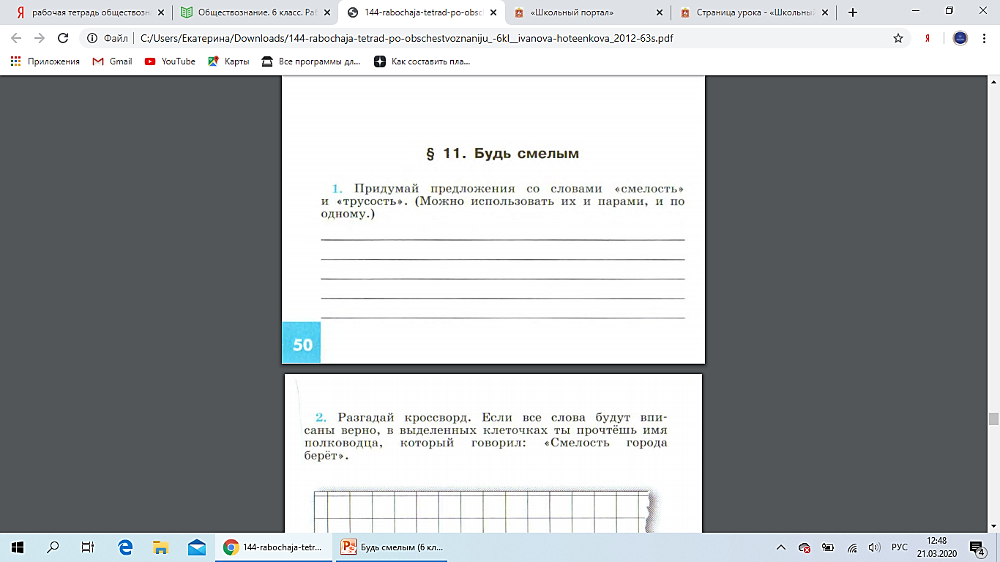 рабочая тетрадь обществозна
Обществознание. 6 класс. Раб
144-rabochaja-tetrad-po-obsc
«Школьный портал»
Страница урока - «Школьный
Файл
C:/Users/Екатерина/Downloads/144-rabochaja-tetrad-po-obschestvoznaniju_-6kl__ivanova-hoteenkova_2012-63s.pdf
Приложения
Gmail
YouTube
Карты
Все программы дл...
Как составить пла...
§ 11. Будь смелым
1. Придумай предложения со словами «смелость»
и «трусость». (Можно использовать их и парами, и по
одному.)
50
2. Разгадай кроссворд. Если все слова будут впи-
саны верно, в выделенных клеточках ты прочтёшь имя
полководца, который говорил: «Смелость города
берёт».
144-rabochaja-tetr...
Будь смелым (6 кл...
РУС
12:48
21.03.2020
4